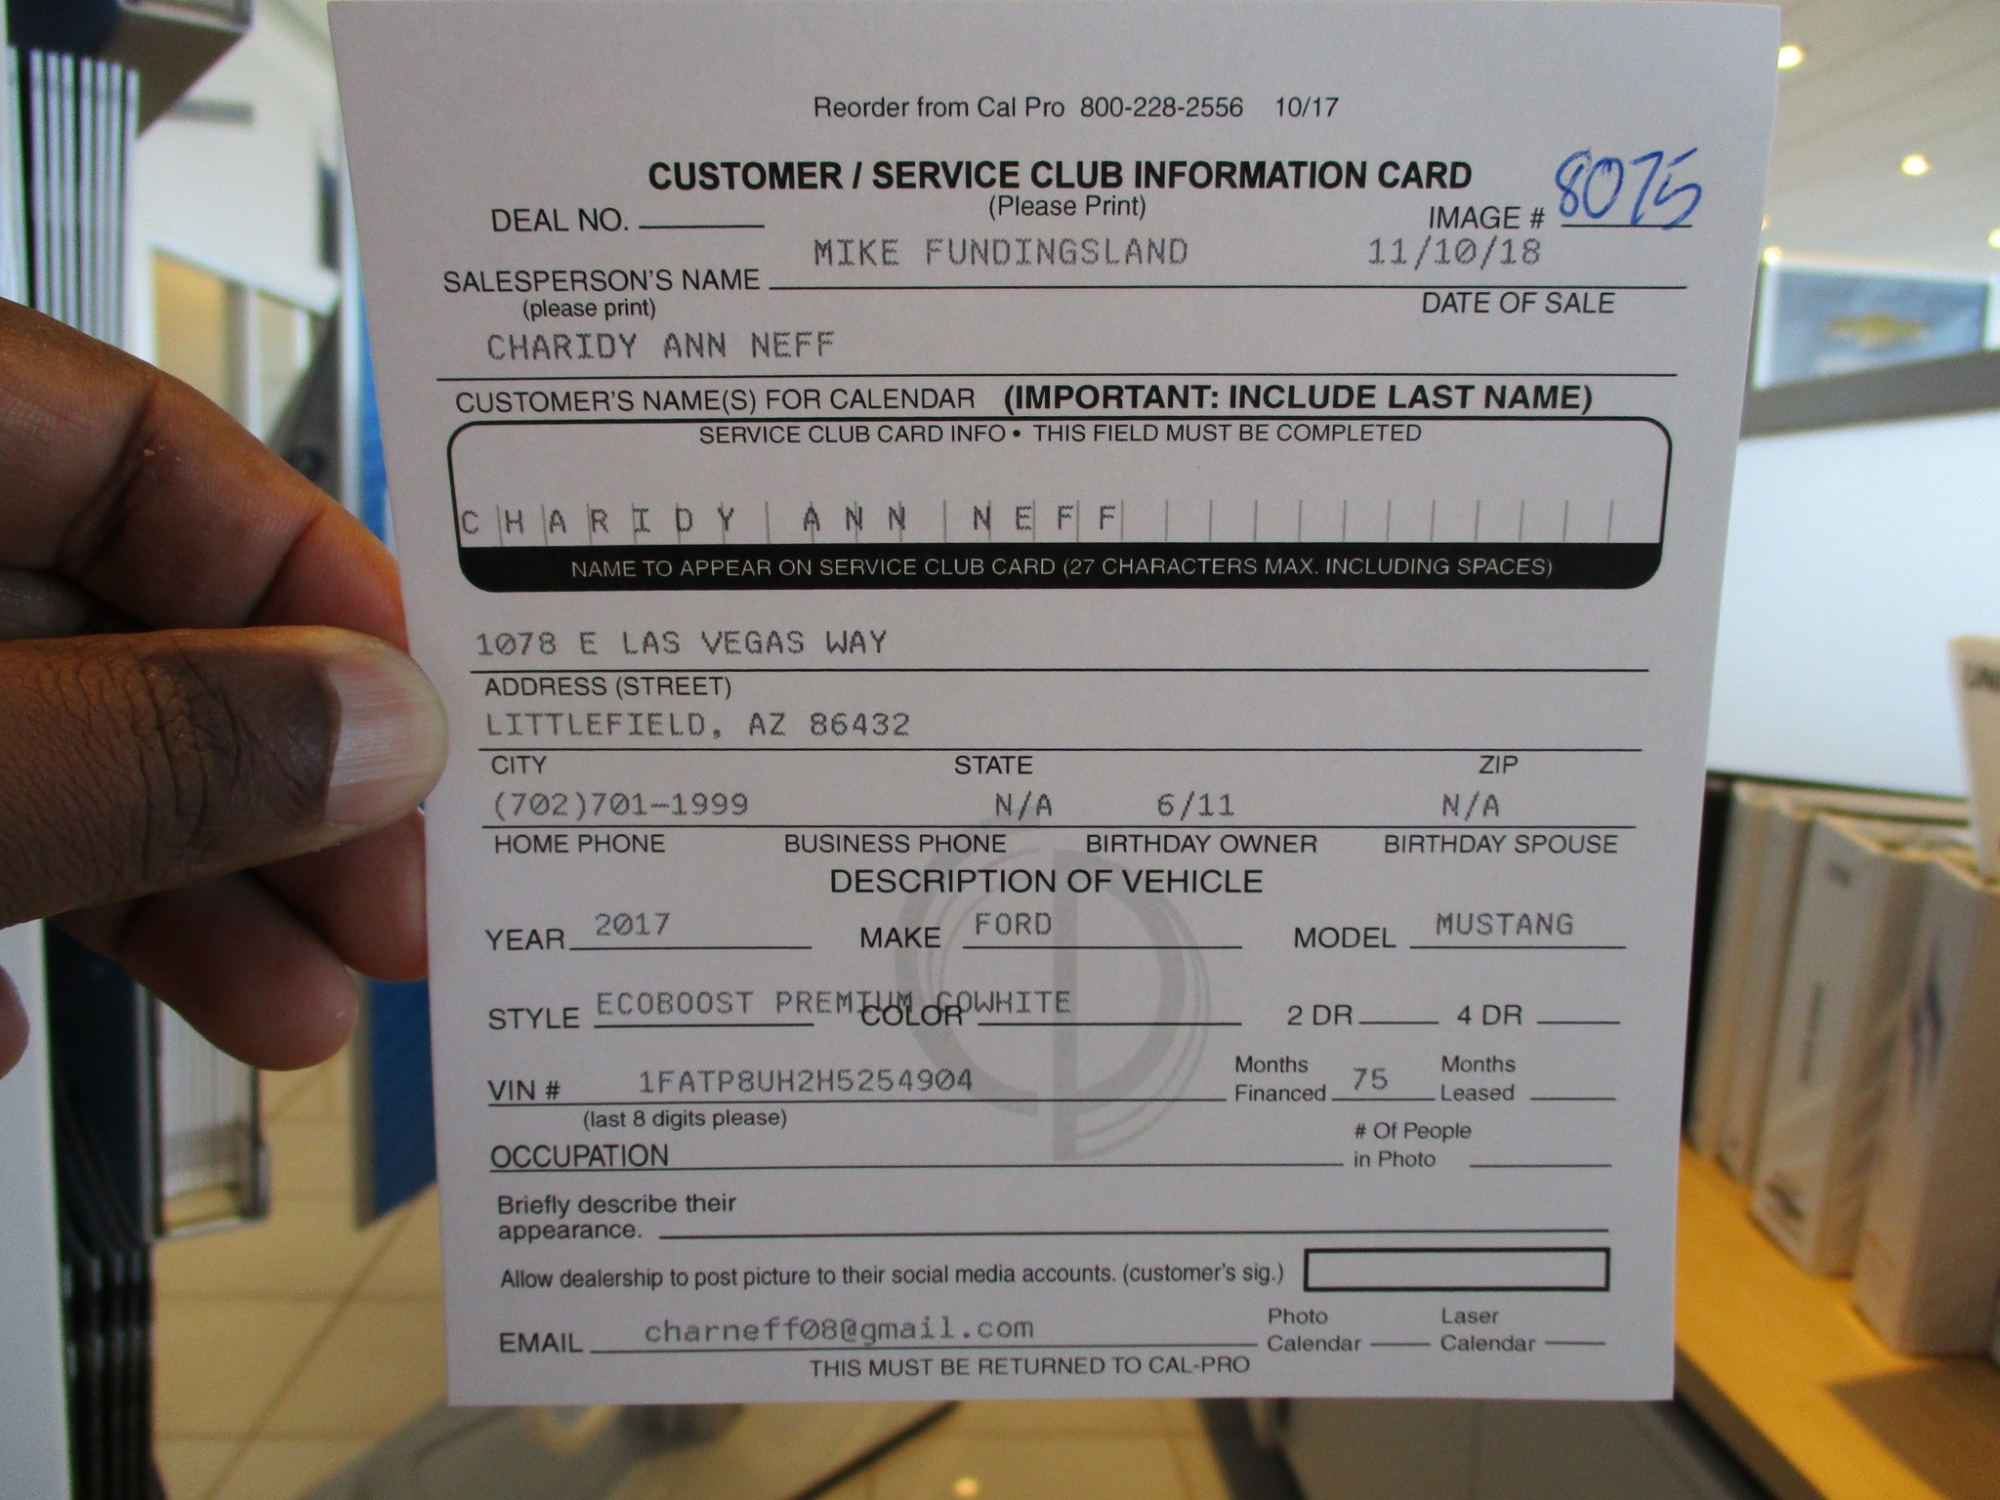 Reorder from Cal Pro 800-228-2556 10/17
CUSTOMER / SERVICE CLUB INFORMATION CARD
(Please Print)
DEAL NO. IMAGE # 8075
MIKE FUNDINGSLAND 11/10/18
SALESPERSON'S NAME
(please print) DATE OF SALE
CHARIDY ANN NEFF
CUSTOMER'S NAME(S) FOR CALENDAR (IMPORTANT: INCLUDE LAST NAME)
SERVICE CLUB CARD INFO • THIS FIELD MUST BE COMPLETED
CHARIDY ANN NEFF
NAME TO APPEAR ON SERVICE CLUB CARD (27 CHARACTERS MAX. INCLUDING SPACES)
1078 E LAS VEGAS WAY
ADDRESS (STREET)
LITTLEFIELD, AZ 86432
CITY STATE ZIP
(702)701-1999 N/A 6/11 N/A
HOME PHONE BUSINESS PHONE BIRTHDAY OWNER BIRTHDAY SPOUSE
DESCRIPTION OF VEHICLE
YEAR 2017 MAKE FORD MODEL MUSTANG
STYLE ECOBOOST PREMIUM COWHITE COLOR 2 DR 4 DR
VIN # 1FATP8UH2H5254904 Months Financed 75 Months Leased
(last 8 digits please)
OCCUPATION # Of People in Photo
Briefly describe their
appearance.
Allow dealership to post picture to their social media accounts. (customer's sig.)
EMAIL charneff08@gmail.com Photo Calendar Laser Calendar
THIS MUST BE RETURNED TO CAL-PRO